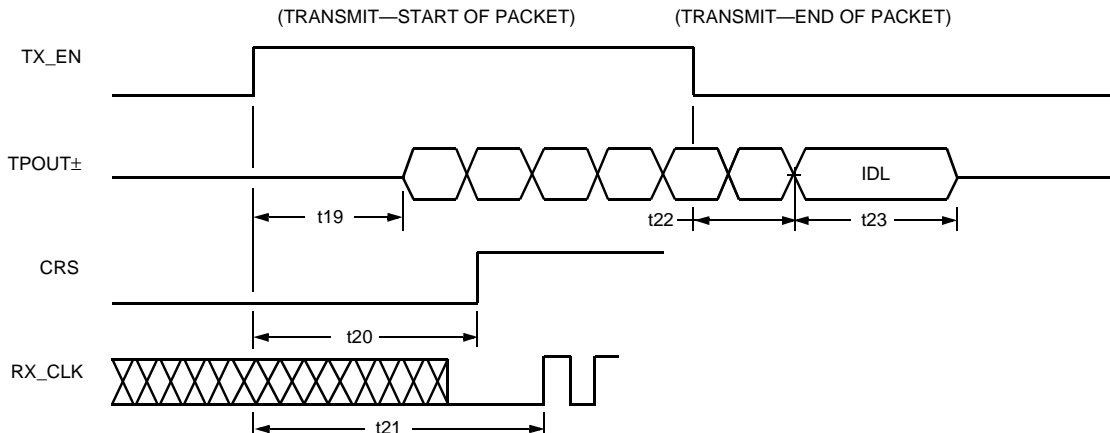 (TRANSMIT—START OF PACKET)
(TRANSMIT—END OF PACKET)
TX_EN
TPOUT±
IDL
t19
t22
t23
CRS
t20
RX_CLK
t21